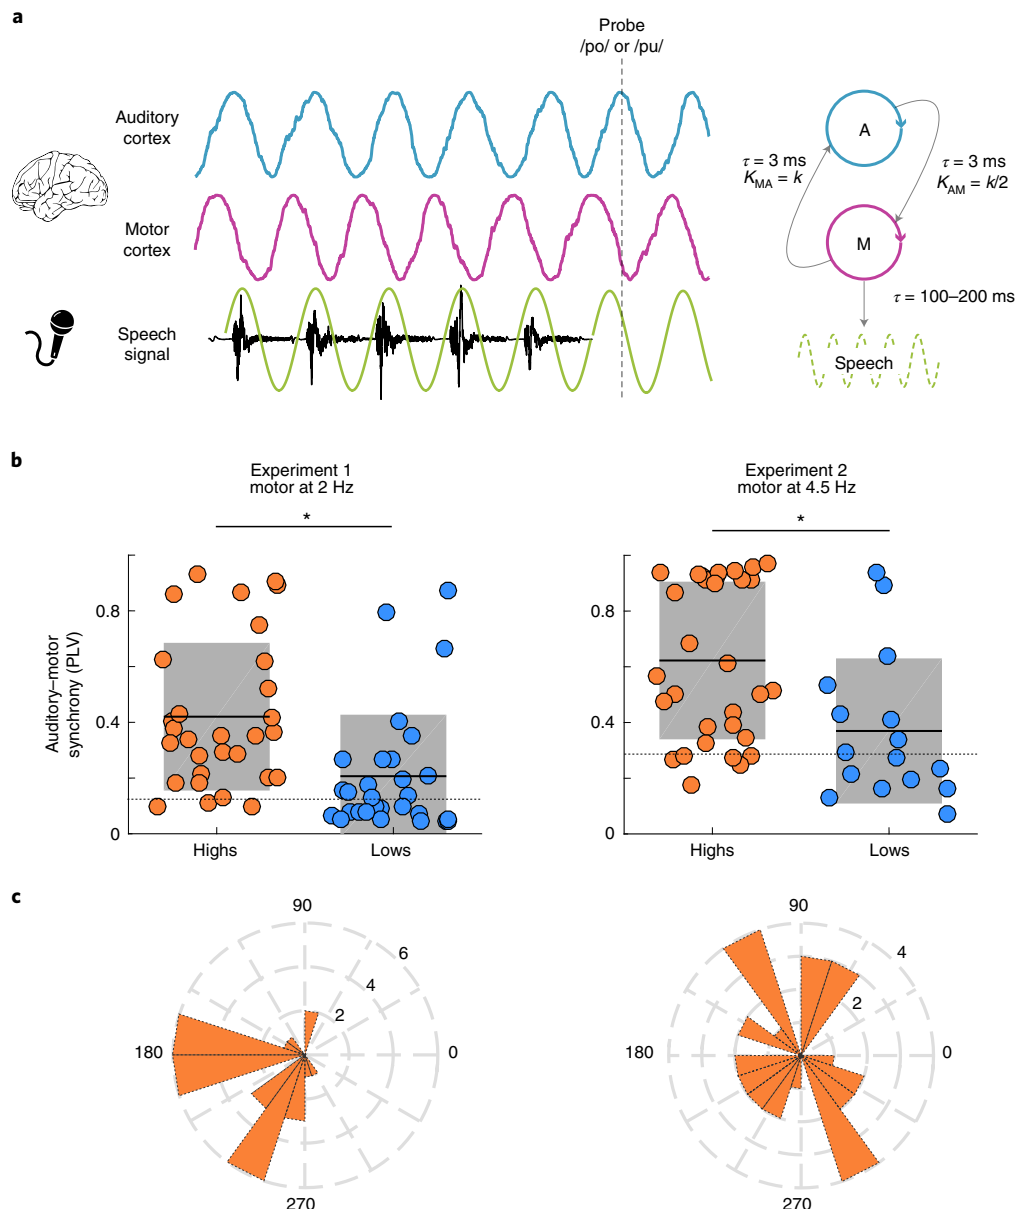 a
Probe
/po/ or /pu/
Auditory
cortex
Motor
cortex
Speech
signal
A
τ = 3 ms
K_MA = k
τ = 3 ms
K_AM = k/2
M
τ = 100–200 ms
Speech
b
Experiment 1
motor at 2 Hz
*
Experiment 2
motor at 4.5 Hz
*
Auditory–motor
synchrony (PLV)
0.8
0.4
0
Highs
Lows
0.8
0.4
0
Highs
Lows
c
90
6
4
2
180
0
270
90
4
2
180
0
270